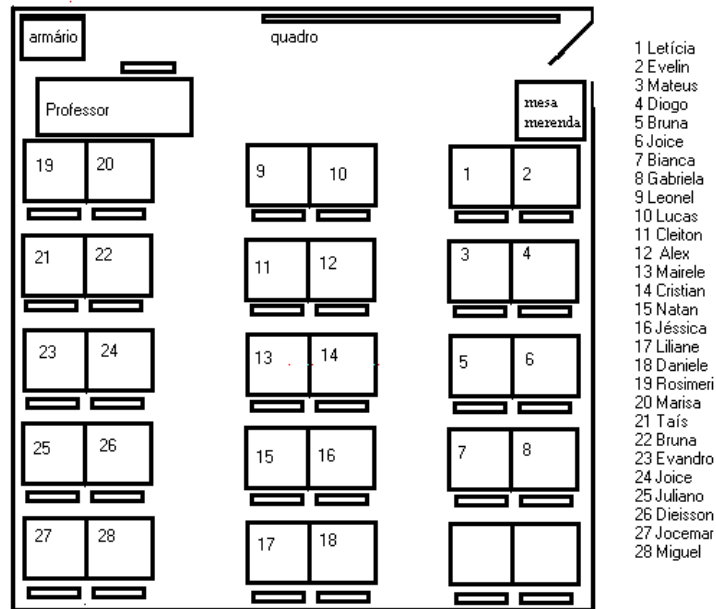 armário
quadro
Professor
mesa
merenda
19 20
9 10
1 2
21 22
11 12
3 4
23 24
13 14
5 6
25 26
15 16
7 8
27 28
17 18
1 Letícia
2 Evelin
3 Mateus
4 Diogo
5 Bruna
6 Joice
7 Bianca
8 Gabriela
9 Leonel
10 Lucas
11 Cleiton
12 Alex
13 Mairele
14 Cristian
15 Natan
16 Jéssica
17 Liliane
18 Daniele
19 Rosimeri
20 Marisa
21 Taís
22 Bruna
23 Evandro
24 Joice
25 Juliano
26 Dieisson
27 Jocemar
28 Miguel